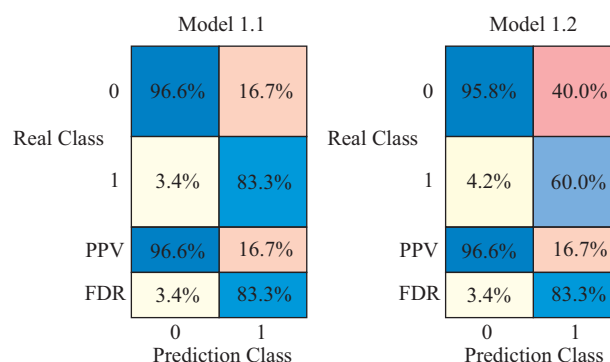 Model 1.1
0 96.6% 16.7%
Real Class
1 3.4% 83.3%
PPV 96.6% 16.7%
FDR 3.4% 83.3%
0 1
Prediction Class
Model 1.2
0 95.8% 40.0%
Real Class
1 4.2% 60.0%
PPV 96.6% 16.7%
FDR 3.4% 83.3%
0 1
Prediction Class